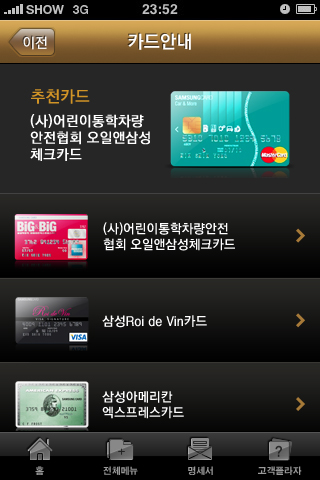 SHOW 3G 23:52
이전
카드안내
추천카드
(사)어린이통학차량
안전협회 오일앤삼성
체크카드
SAMSUNG
Car & More
MasterCard
BIG BIG
(사)어린이통학차량안전
협회 오일앤삼성체크카드
Roi de Vin
VISA
삼성Roi de Vin카드
AMERICAN EXPRESS
삼성아메리칸
엑스프레스카드
홈 전체메뉴 명세서 고객플라자